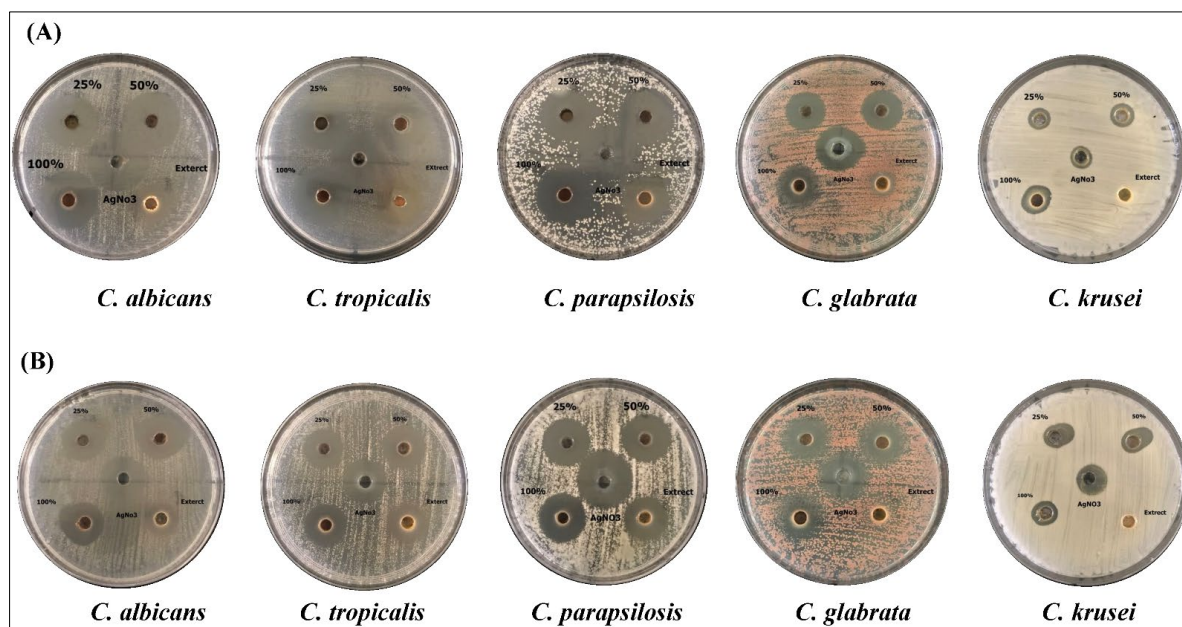 (A)
25% 50%
100%
Exterct
AgNo3
25% 50%
100%
EXtrect
AgNo3
25% 50%
100%
Extrect
AgNo3
25% 50%
100%
Exterct
AgNo3
25% 50%
100%
Exterct
AgNo3
C. albicans C. tropicalis C. parapsilosis C. glabrata C. krusei
(B)
25% 50%
100%
Exterct
AgNo3
25% 50%
100%
Extrect
AgNo3
25% 50%
100%
Extrect
AgNO3
25% 50%
100%
Extrect
AgNO3
25% 50%
100%
Extrect
AgNO3
C. albicans C. tropicalis C. parapsilosis C. glabrata C. krusei